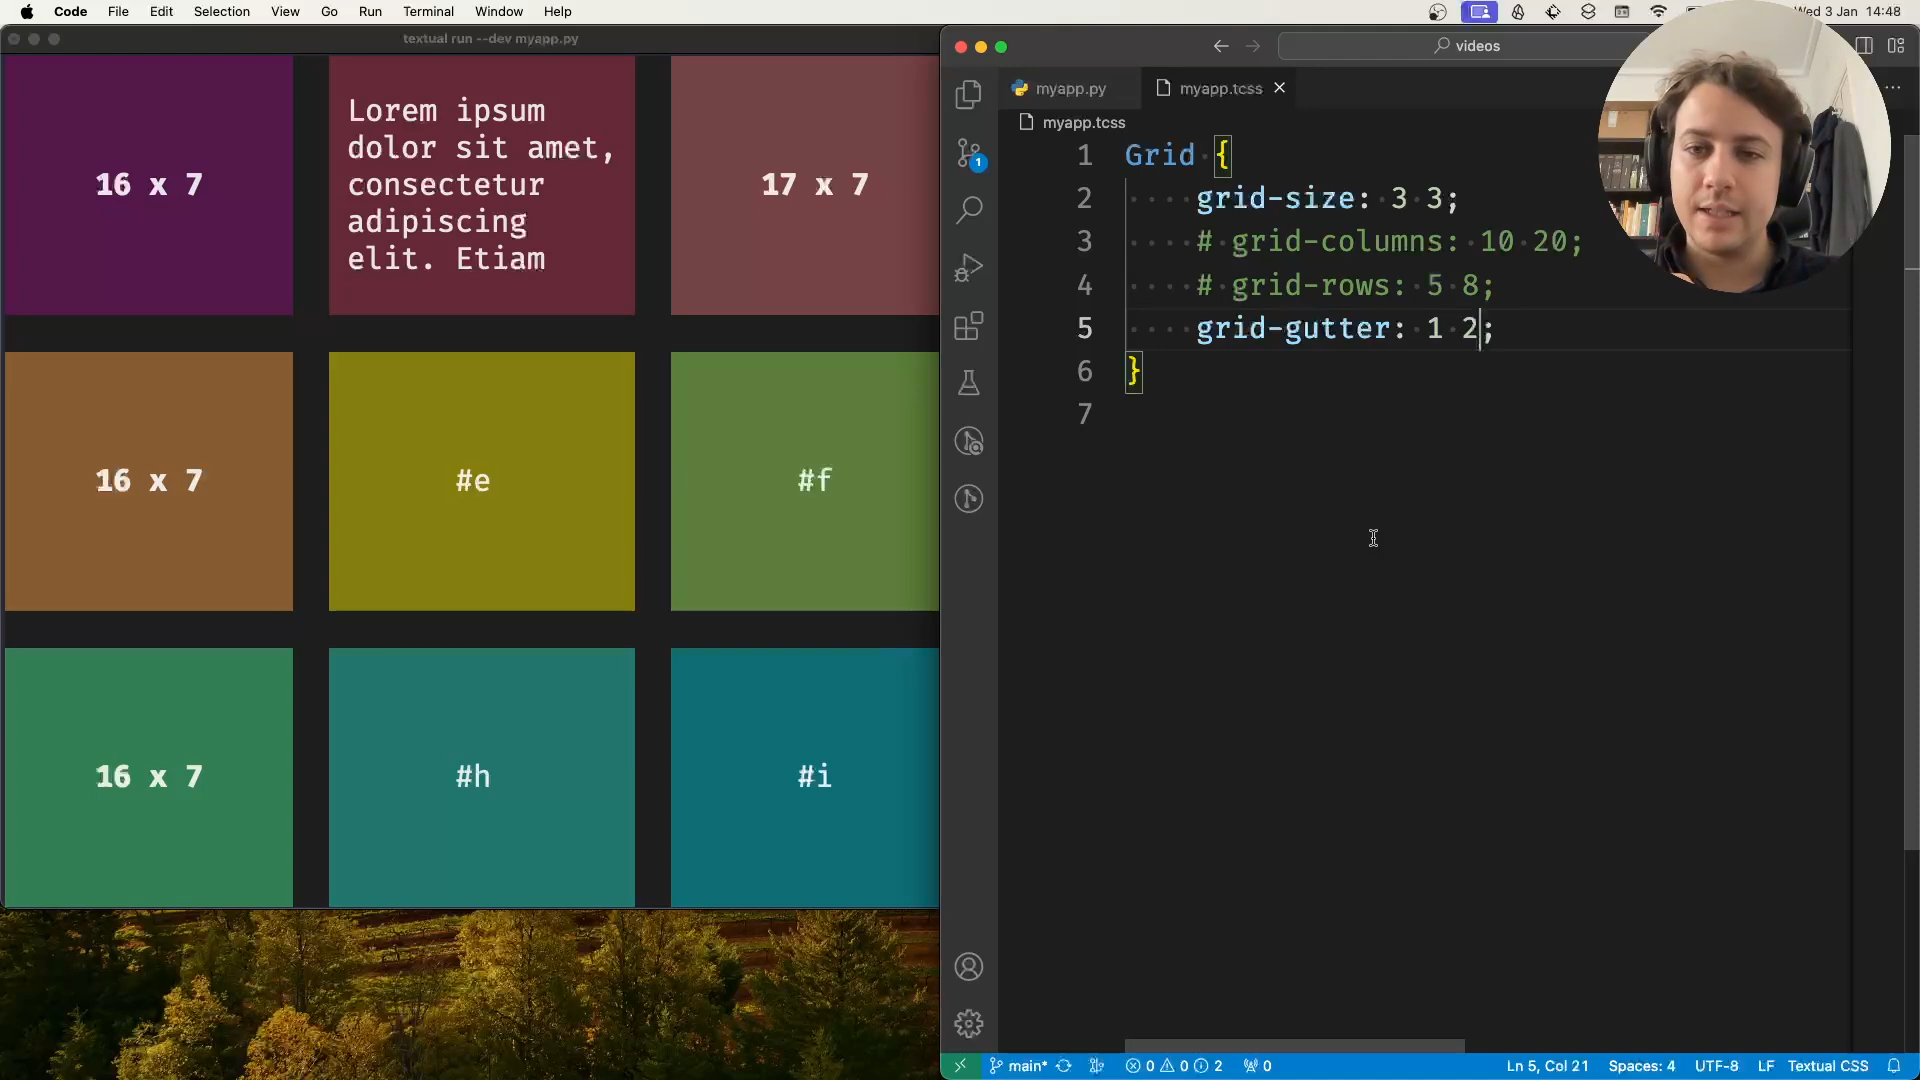 Code File Edit View Selection Go Run Terminal Window Help
Wed 3 Jan 14:48
textual run --dev myapp.py
16 x 7
Lorem ipsum
dolor sit amet,
consectetur
adipiscing
elit. Etiam
17 x 7
16 x 7
#e
#f
16 x 7
#h
#i
videos
myapp.py
myapp.tcss
myapp.tcss
1 Grid {
2 grid-size: 3 3;
3 # grid-columns: 10 20;
4 # grid-rows: 5 8;
5 grid-gutter: 1 2;
6 }
7
1
main* 0 0 2 0
Ln 5, Col 21 Spaces: 4 UTF-8 LF Textual CSS